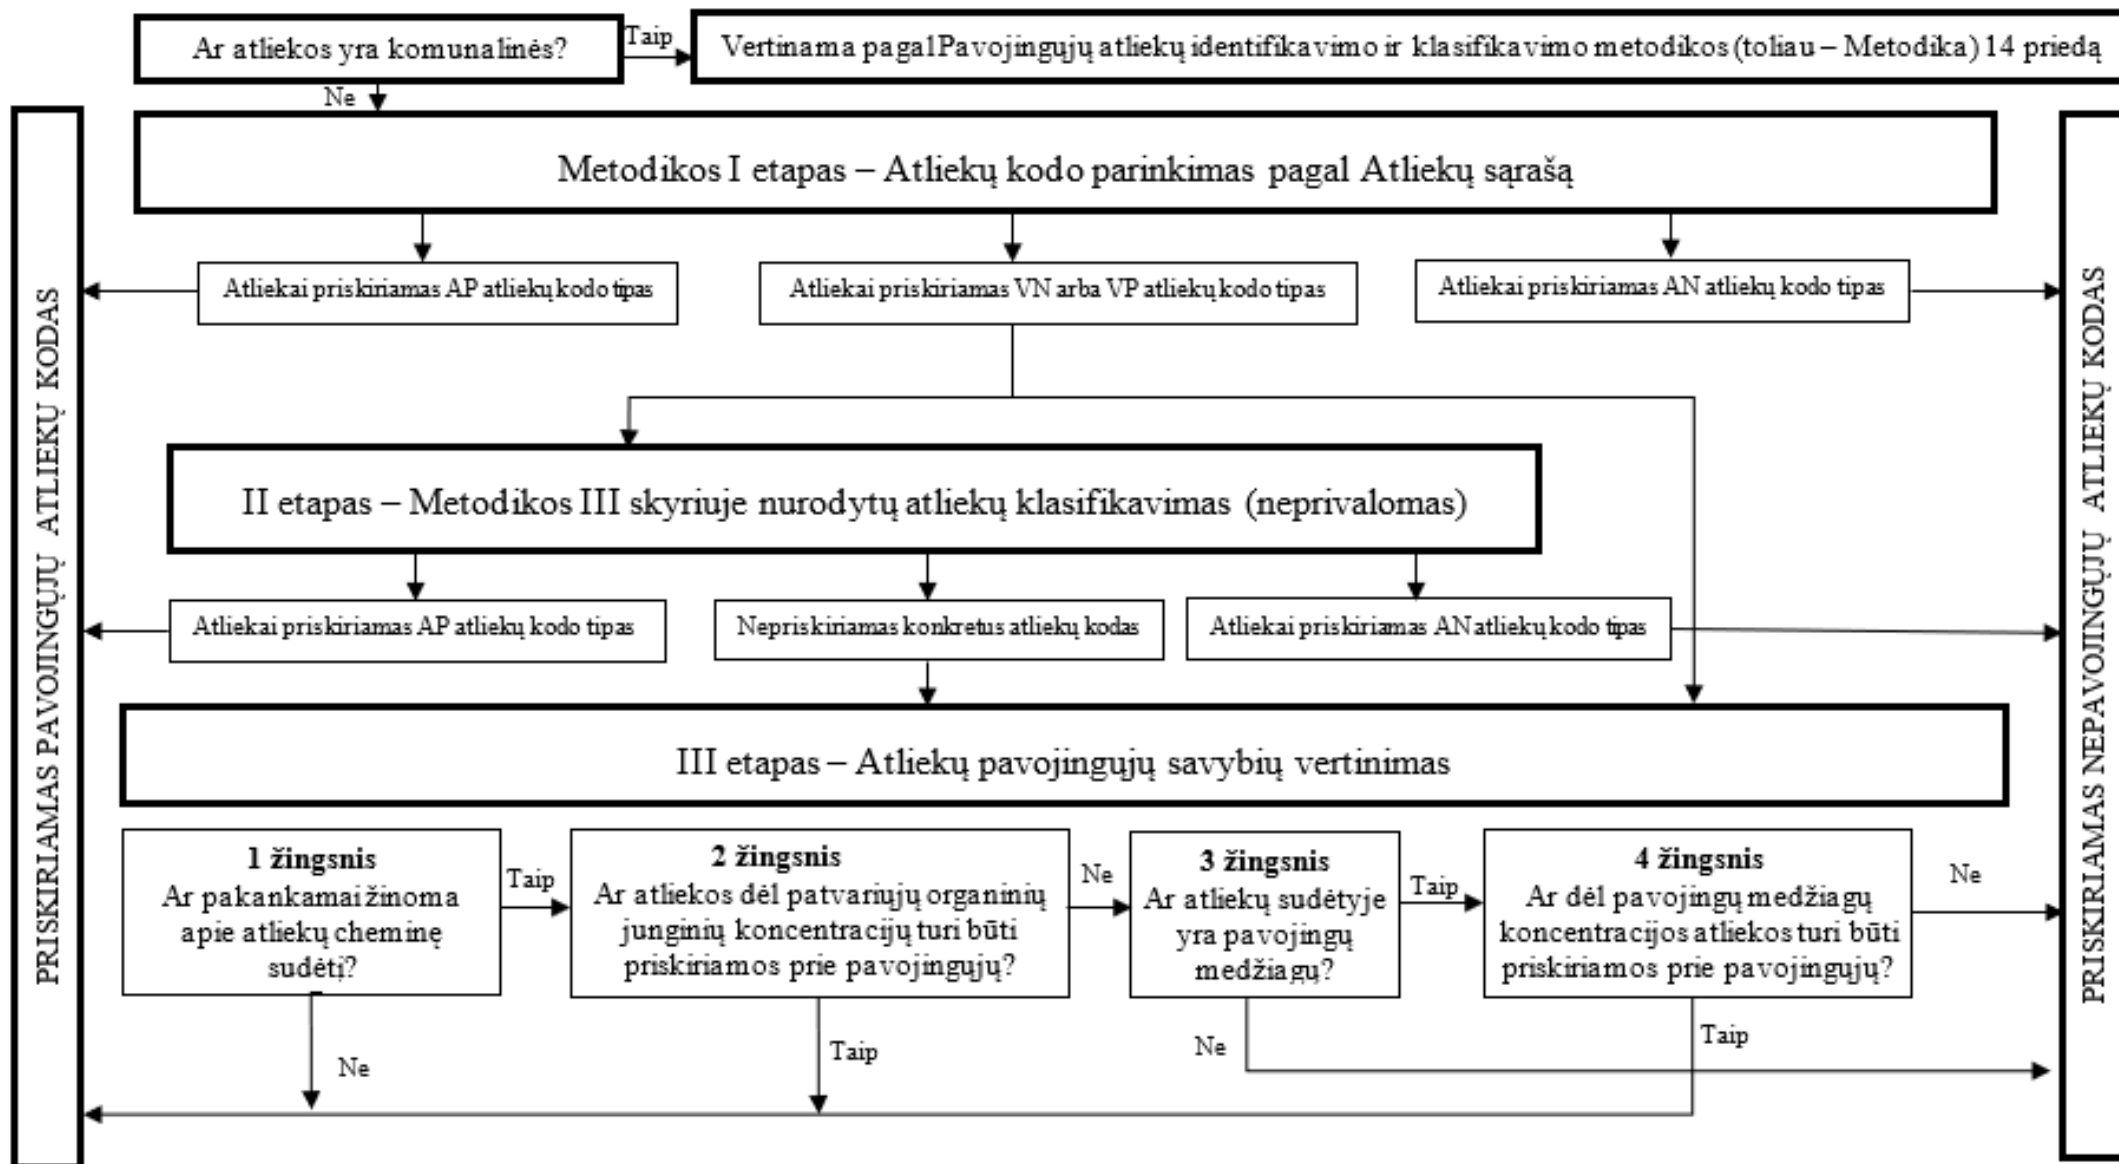 Ar atliekos yra komunalinės?
Taip
Vertinama pagal Pavojingųjų atliekų identifikavimo ir klasifikavimo metodikos (toliau – Metodika) 14 priedą
Ne
PRISKIRIAMAS PAVOJINGŲJŲ ATLIEKŲ KODAS
Metodikos I etapas – Atliekų kodo parinkimas pagal Atliekų sąrašą
PRISKIRIAMAS NEPAVOJINGŲJŲ ATLIEKŲ KODAS
Atliekai priskiriamas AP atliekų kodo tipas
Atliekai priskiriamas VN arba VP atliekų kodo tipas
Atliekai priskiriamas AN atliekų kodo tipas
II etapas – Metodikos III skyriuje nurodytų atliekų klasifikavimas (neprivalomas)
Atliekai priskiriamas AP atliekų kodo tipas
Nepriskiriamas konkretus atliekų kodas
Atliekai priskiriamas AN atliekų kodo tipas
III etapas – Atliekų pavojingųjų savybių vertinimas
1 žingsnis
Ar pakankamai žinoma
apie atliekų cheminę
sudėtį?
Taip
Ne
2 žingsnis
Ar atliekos dėl patvariųjų organinių
junginių koncentracijų turi būti
priskiriamos prie pavojingųjų?
Ne
Taip
3 žingsnis
Ar atliekų sudėtyje
yra pavojingų
medžiagų?
Taip
Ne
4 žingsnis
Ar dėl pavojingų medžiagų
koncentracijos atliekos turi būti
priskiriamos prie pavojingųjų?
Ne
Taip